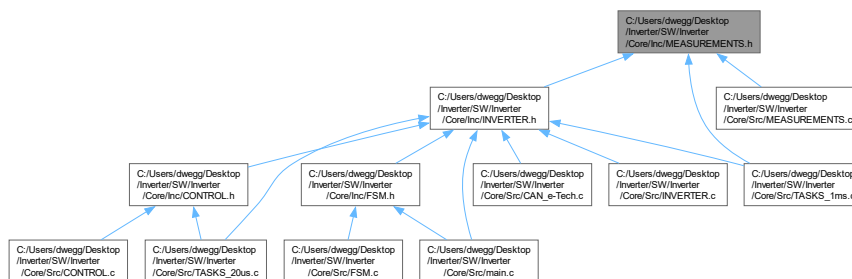 C:/Users/dwegg/Desktop
/Inverter/SW/Inverter
/Core/Inc/MEASUREMENTS.h
C:/Users/dwegg/Desktop
/Inverter/SW/Inverter
/Core/Inc/INVERTER.h
C:/Users/dwegg/Desktop
/Inverter/SW/Inverter
/Core/Src/MEASUREMENTS.c
C:/Users/dwegg/Desktop
/Inverter/SW/Inverter
/Core/Inc/CONTROL.h
C:/Users/dwegg/Desktop
/Inverter/SW/Inverter
/Core/Inc/FSM.h
C:/Users/dwegg/Desktop
/Inverter/SW/Inverter
/Core/Src/CAN_e-Tech.c
C:/Users/dwegg/Desktop
/Inverter/SW/Inverter
/Core/Src/INVERTER.c
C:/Users/dwegg/Desktop
/Inverter/SW/Inverter
/Core/Src/TASKS_1ms.c
C:/Users/dwegg/Desktop
/Inverter/SW/Inverter
/Core/Src/CONTROL.c
C:/Users/dwegg/Desktop
/Inverter/SW/Inverter
/Core/Src/TASKS_20us.c
C:/Users/dwegg/Desktop
/Inverter/SW/Inverter
/Core/Src/FSM.c
C:/Users/dwegg/Desktop
/Inverter/SW/Inverter
/Core/Src/main.c